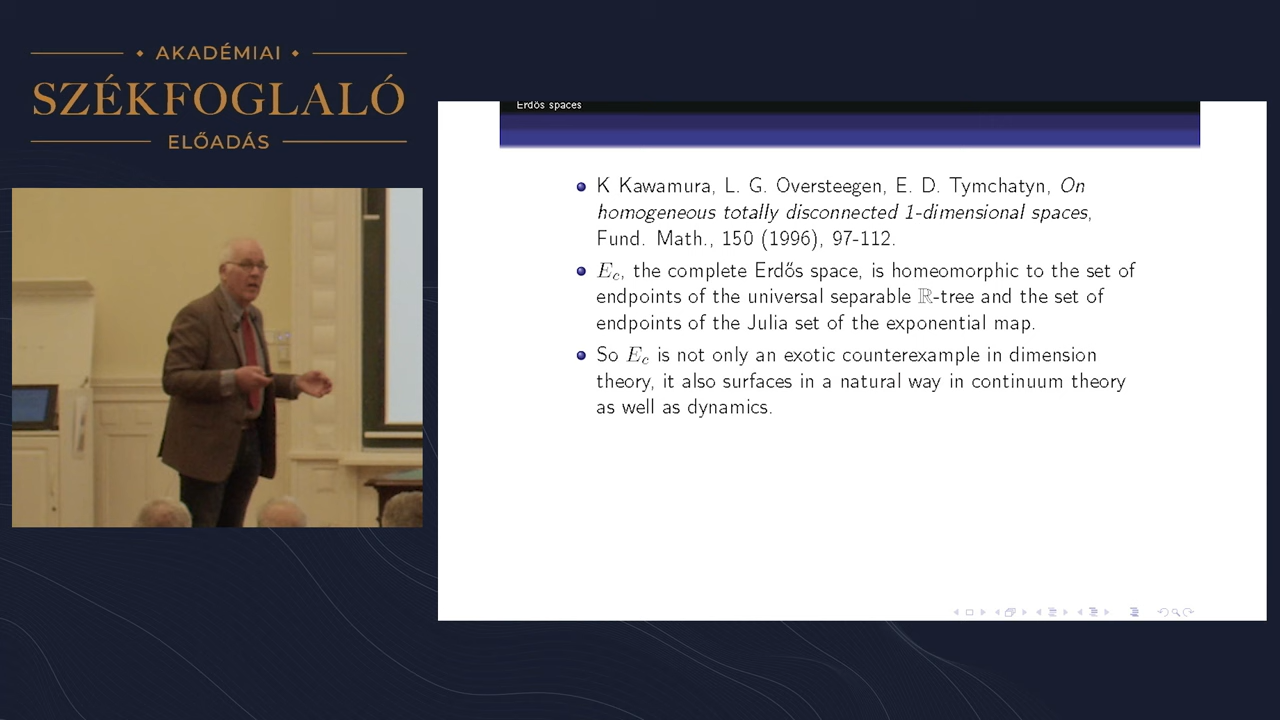 AKADÉMIAI
SZÉKFOGLALÓ
ELŐADÁS
Erdős spaces
K Kawamura, L. G. Oversteegen, E. D. Tymchatyn, On
homogeneous totally disconnected 1-dimensional spaces,
Fund. Math., 150 (1996), 97-112.
E_c, the complete Erdős space, is homeomorphic to the set of
endpoints of the universal separable ℝ-tree and the set of
endpoints of the Julia set of the exponential map.
So E_c is not only an exotic counterexample in dimension
theory, it also surfaces in a natural way in continuum theory
as well as dynamics.